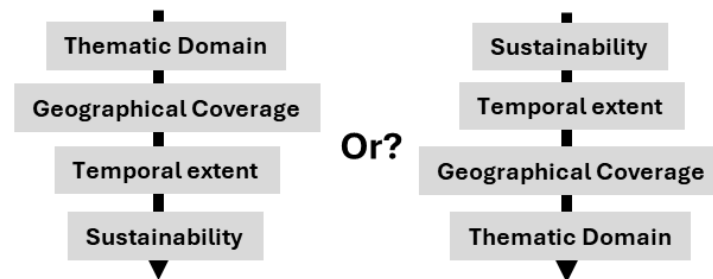 Thematic Domain
Geographical Coverage
Temporal extent
Sustainability
Or?
Sustainability
Temporal extent
Geographical Coverage
Thematic Domain